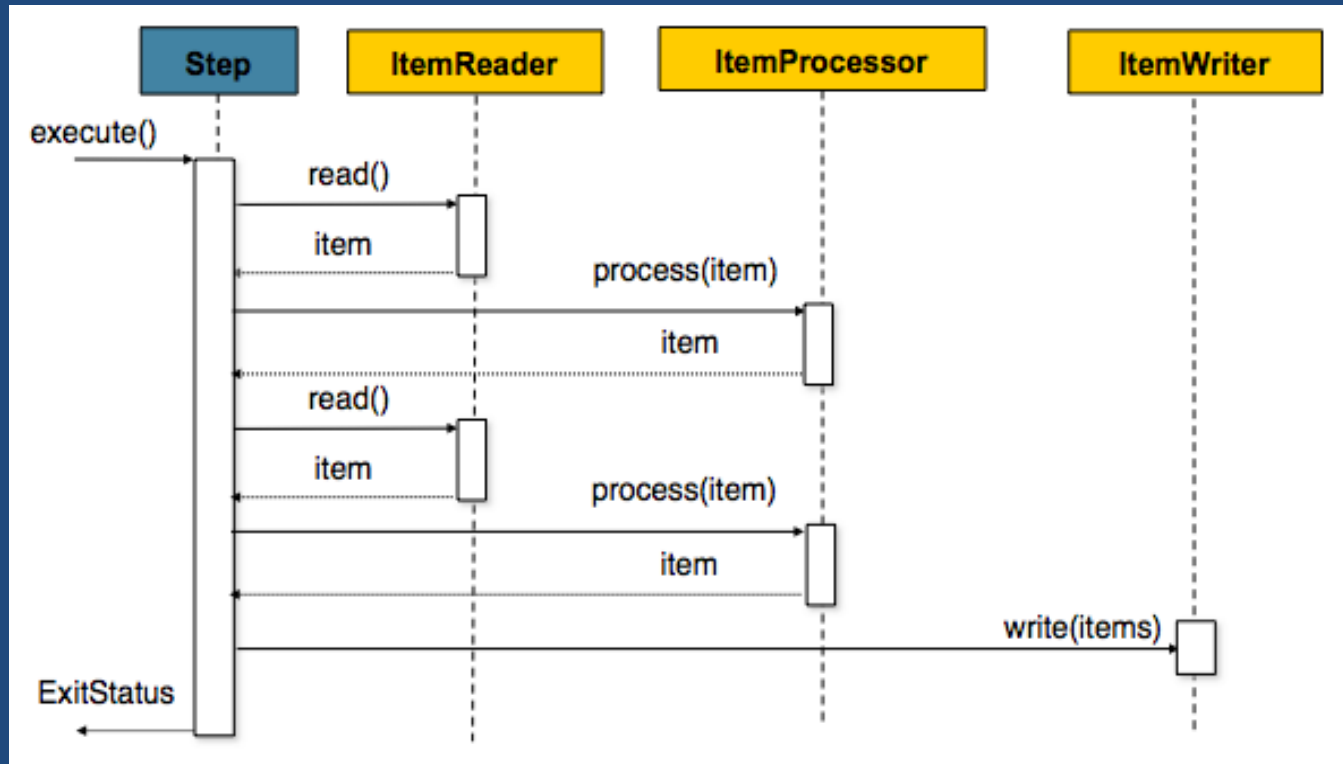 Step
ItemReader
ItemProcessor
ItemWriter
execute()
read()
item
process(item)
item
read()
item
process(item)
item
write(items)
ExitStatus